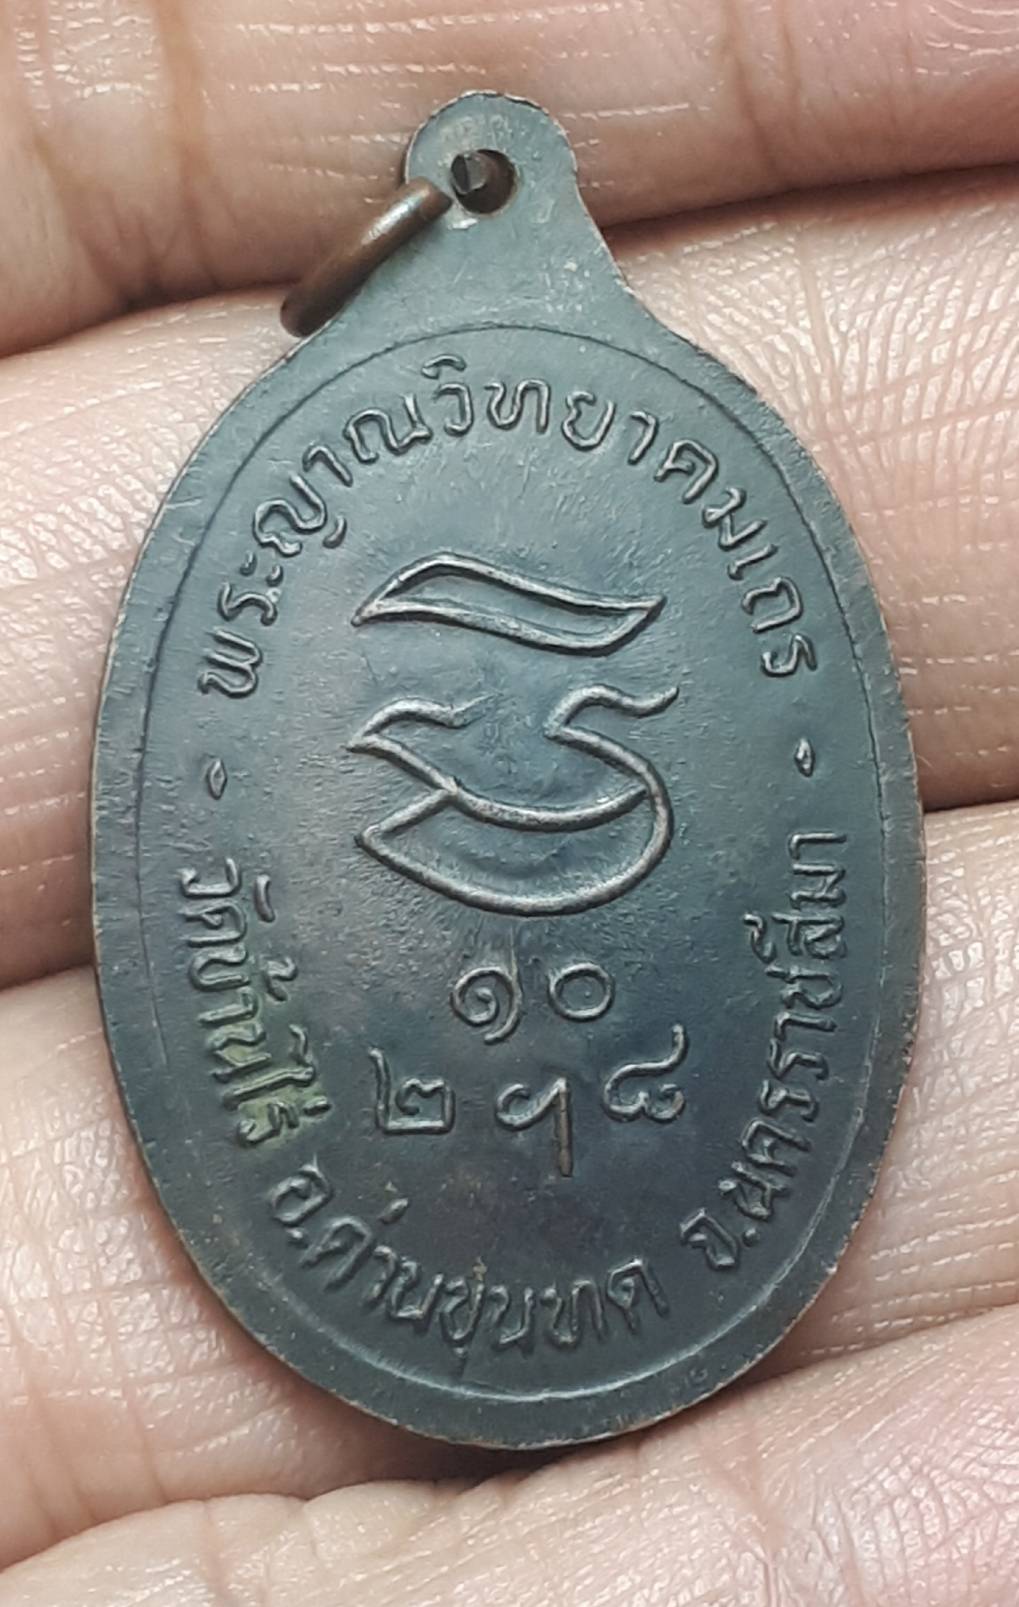 พระญาณวิทยาคมเถร
๑๐
๒ๆ๘
วัดบ้านไร่ อ.ด่านขุนทด จ.นครราชสีมา